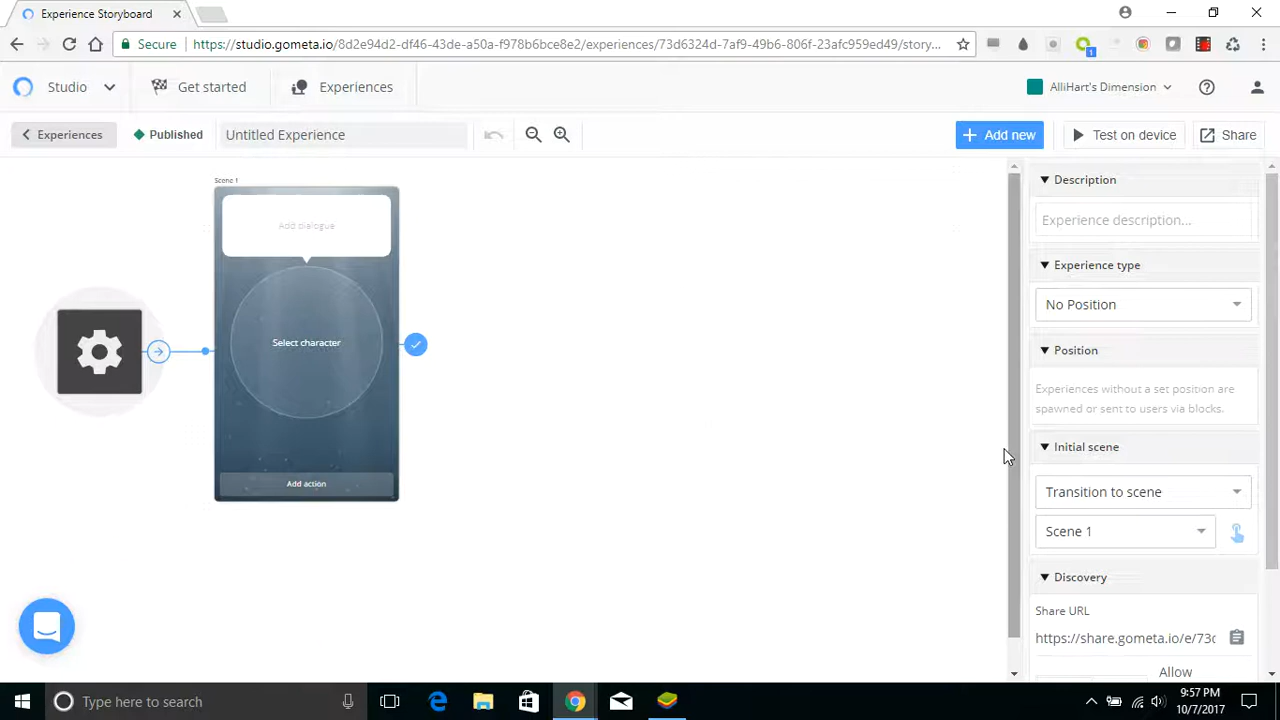 Experience Storyboard
Secure
https://studio.gometa.io/8d2e94d2-df46-43de-a50a-f978b6bce8e2/experiences/73d6324d-7af9-49b6-806f-23afc959ed49/story...
1
Studio
Get started
Experiences
AlliHart's Dimension
Experiences
Published
Untitled Experience
Add new
Test on device
Share
Scene 1
Add dialogue
Select character
Add action
Description
Experience description...
Experience type
No Position
Position
Experiences without a set position are
spawned or sent to users via blocks.
Initial scene
Transition to scene
Scene 1
Discovery
Share URL
https://share.gometa.io/e/73c
Allow
Type here to search
9:57 PM
10/7/2017